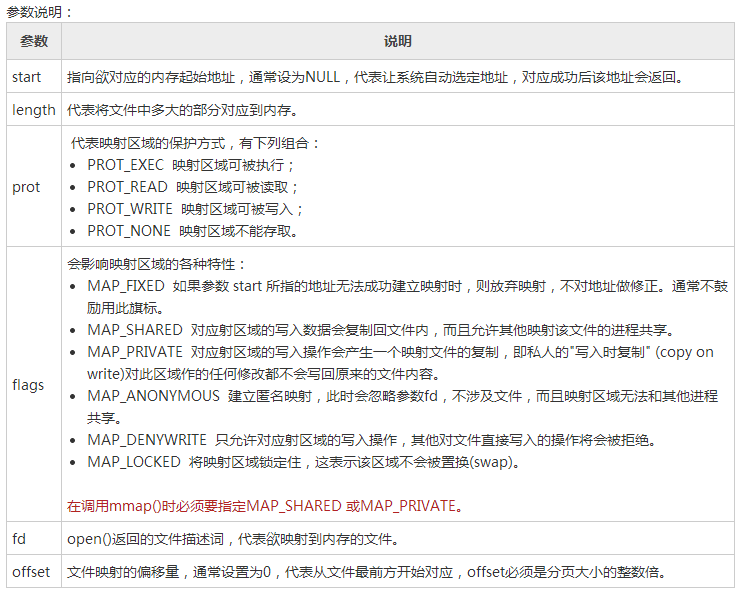 参数说明：
参数 说明
start 指向欲对应的内存起始地址，通常设为NULL，代表让系统自动选定地址，对应成功后该地址会返回。
length 代表将文件中多大的部分对应到内存。
prot 代表映射区域的保护方式，有下列组合：
• PROT_EXEC 映射区域可被执行；
• PROT_READ 映射区域可被读取；
• PROT_WRITE 映射区域可被写入；
• PROT_NONE 映射区域不能存取。
flags 会影响映射区域的各种特性：
• MAP_FIXED 如果参数 start 所指的地址无法成功建立映射时，则放弃映射，不对地址做修正。通常不鼓
励用此旗标。
• MAP_SHARED 对应射区域的写入数据会复制回文件内，而且允许其他映射该文件的进程共享。
• MAP_PRIVATE 对应射区域的写入操作会产生一个映射文件的复制，即私人的"写入时复制" (copy on
write)对此区域作的任何修改都不会写回原来的文件内容。
• MAP_ANONYMOUS 建立匿名映射，此时会忽略参数fd，不涉及文件，而且映射区域无法和其他进程
共享。
• MAP_DENYWRITE 只允许对应射区域的写入操作，其他对文件直接写入的操作将会被拒绝。
• MAP_LOCKED 将映射区域锁定住，这表示该区域不会被置换(swap)。
在调用mmap()时必须要指定MAP_SHARED 或MAP_PRIVATE。
fd open()返回的文件描述词，代表欲映射到内存的文件。
offset 文件映射的偏移量，通常设置为0，代表从文件最前方开始对应，offset必须是分页大小的整数倍。